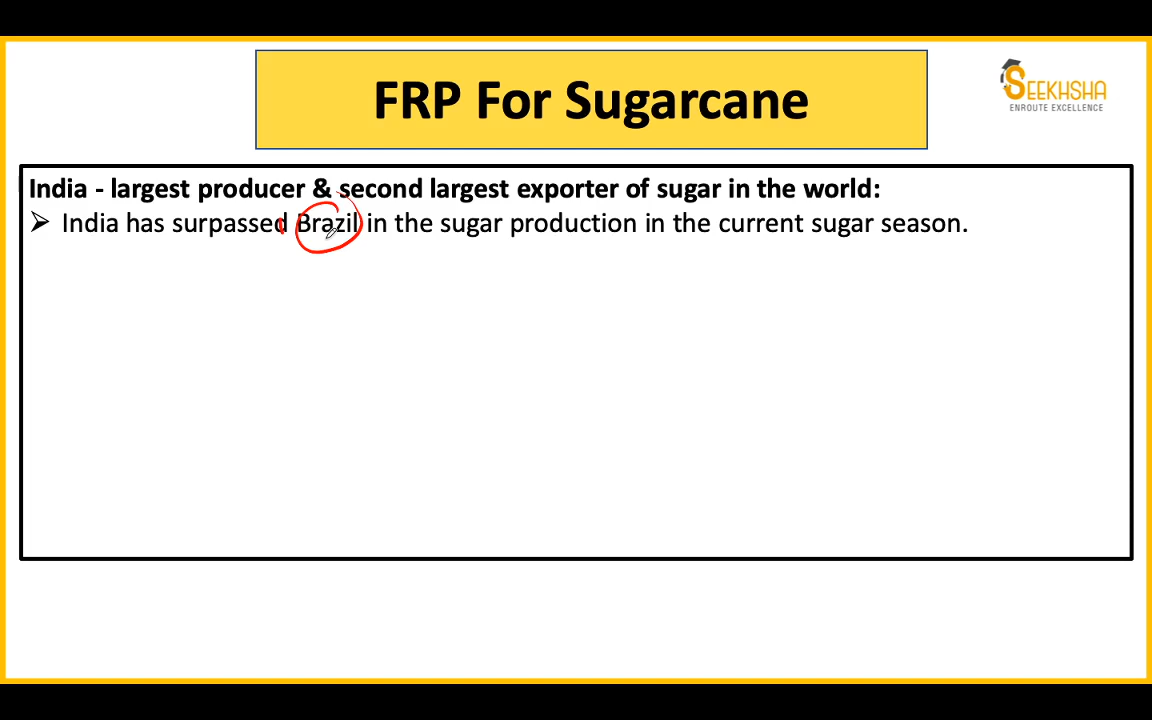 FRP For Sugarcane
SEEKHSHA
ENROUTE EXCELLENCE
India - largest producer & second largest exporter of sugar in the world:
➢ India has surpassed Brazil in the sugar production in the current sugar season.